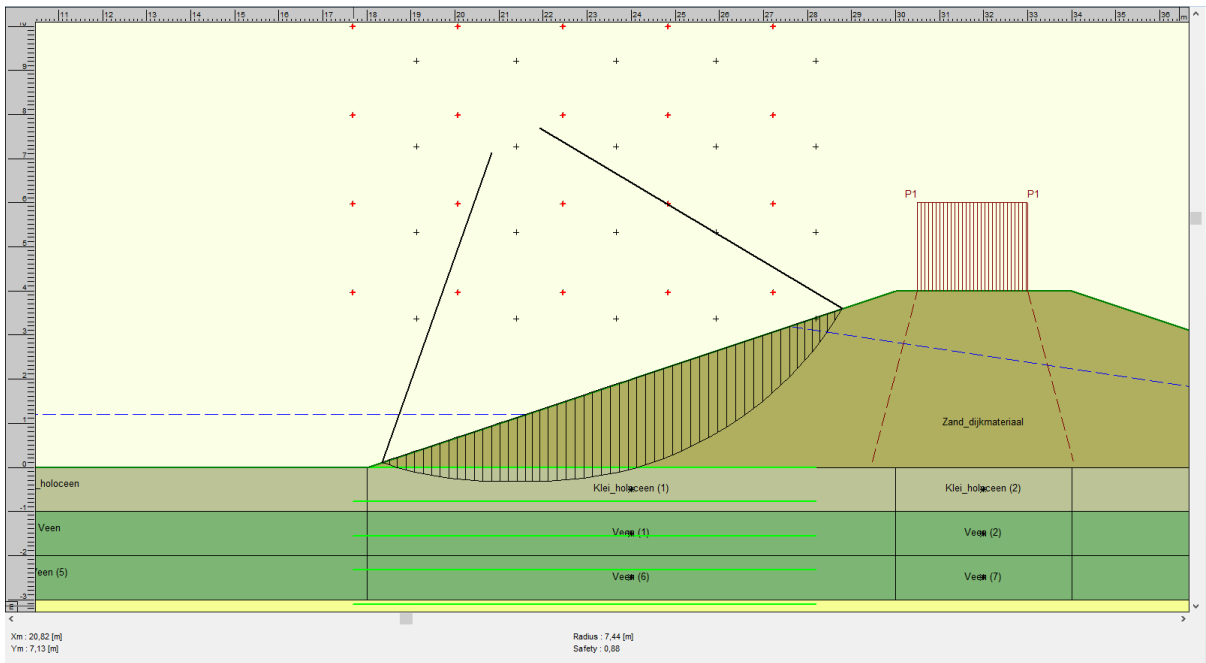 11 12 13 14 15 16 17 18 19 20 21 22 23 24 25 26 27 28 29 30 31 32 33 34 35 36 m
10
9
8
7
6
5
4
3
2
1
0
-1
-2
-3
P1 P1
Zand_dijkmateriaal
_holoceen Klei_holoceen (1) Klei_holoceen (2)
Veen Veen (1) Veen (2)
Veen (5) Veen (6) Veen (7)
Xm : 20,82 [m] Radius : 7,44 [m]
Ym : 7,13 [m] Safety : 0,88